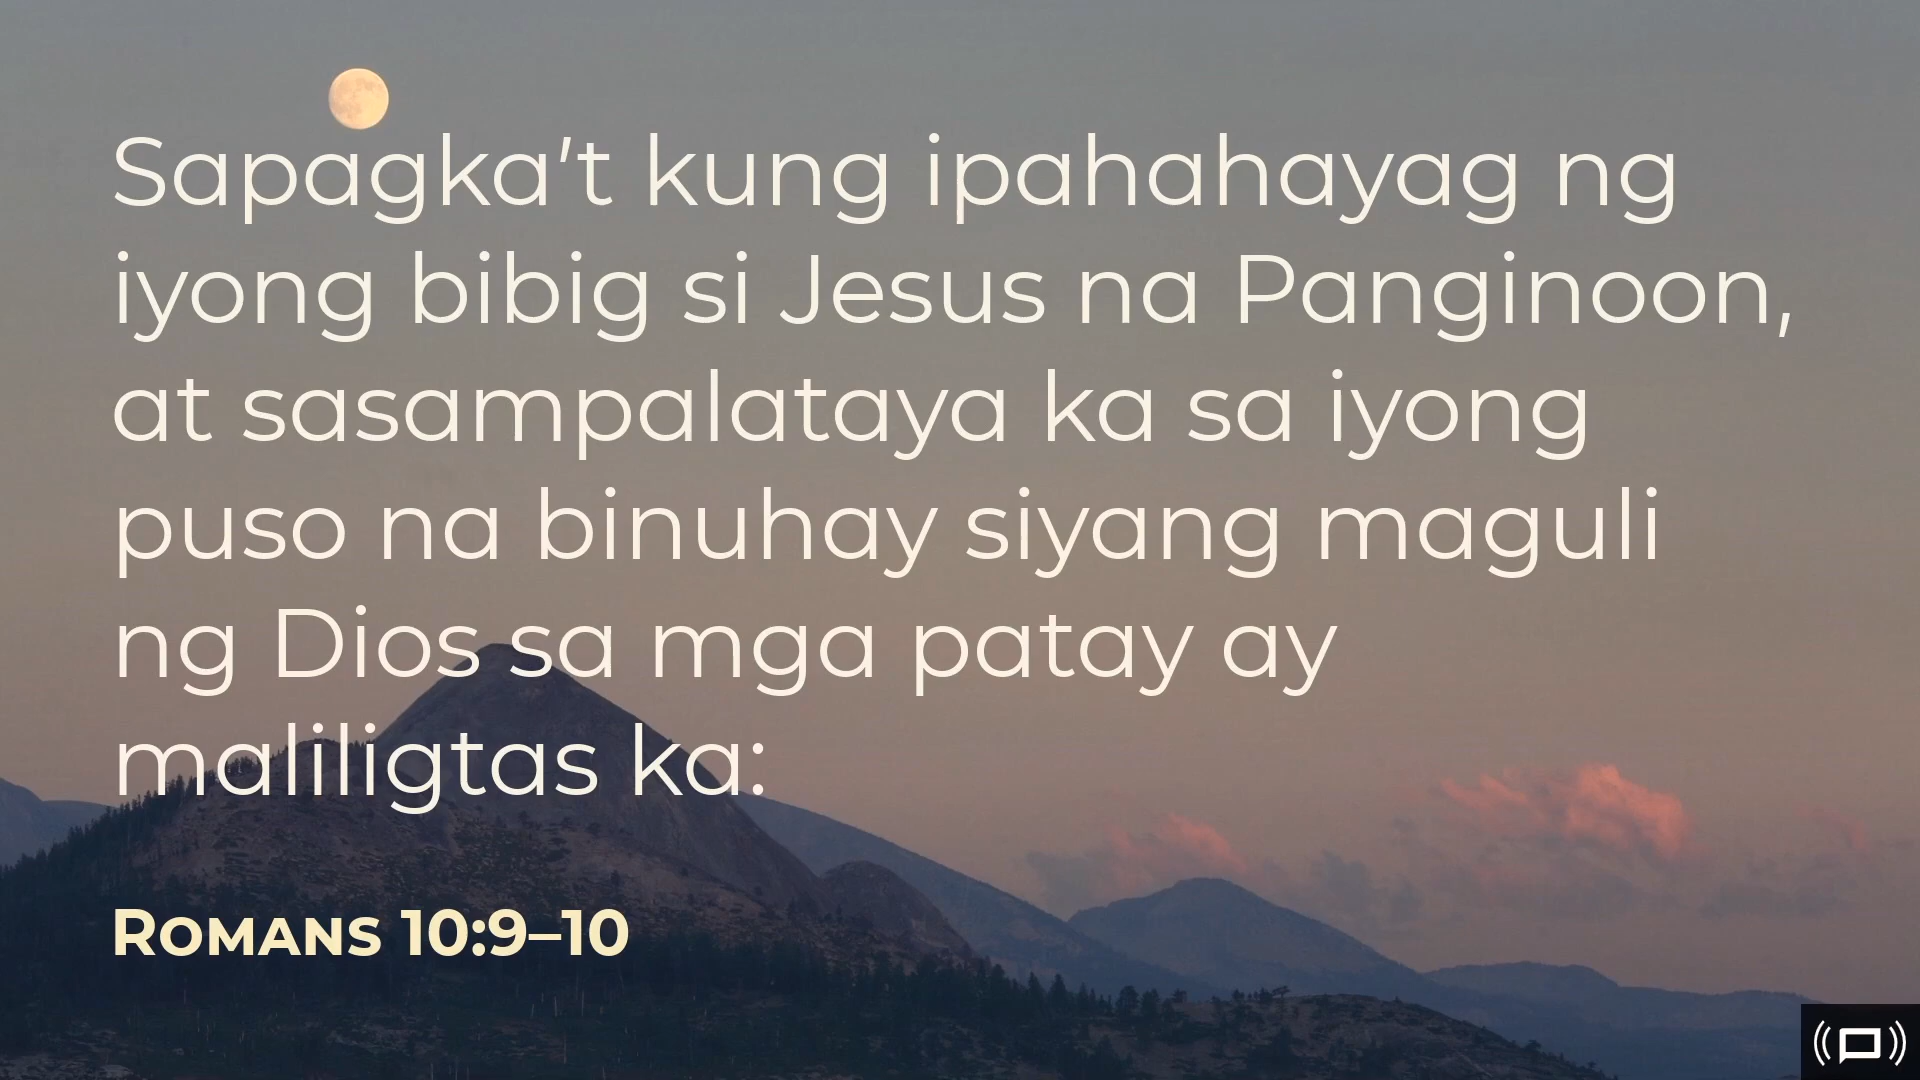 Sapagka't kung ipahahayag ng
iyong bibig si Jesus na Panginoon,
at sasampalataya ka sa iyong
puso na binuhay siyang maguli
ng Dios sa mga patay ay
maliligtas ka:
Romans 10:9–10